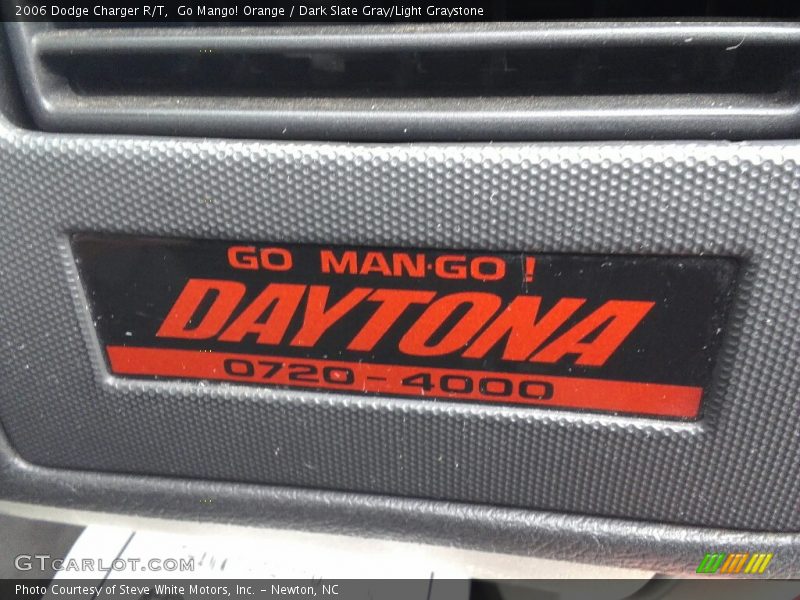 2006 Dodge Charger R/T,  Go Mango! Orange / Dark Slate Gray/Light Graystone
GO MAN·GO!
DAYTONA
0720-4000
GTcarlot.com
Photo Courtesy of Steve White Motors, Inc. – Newton, NC